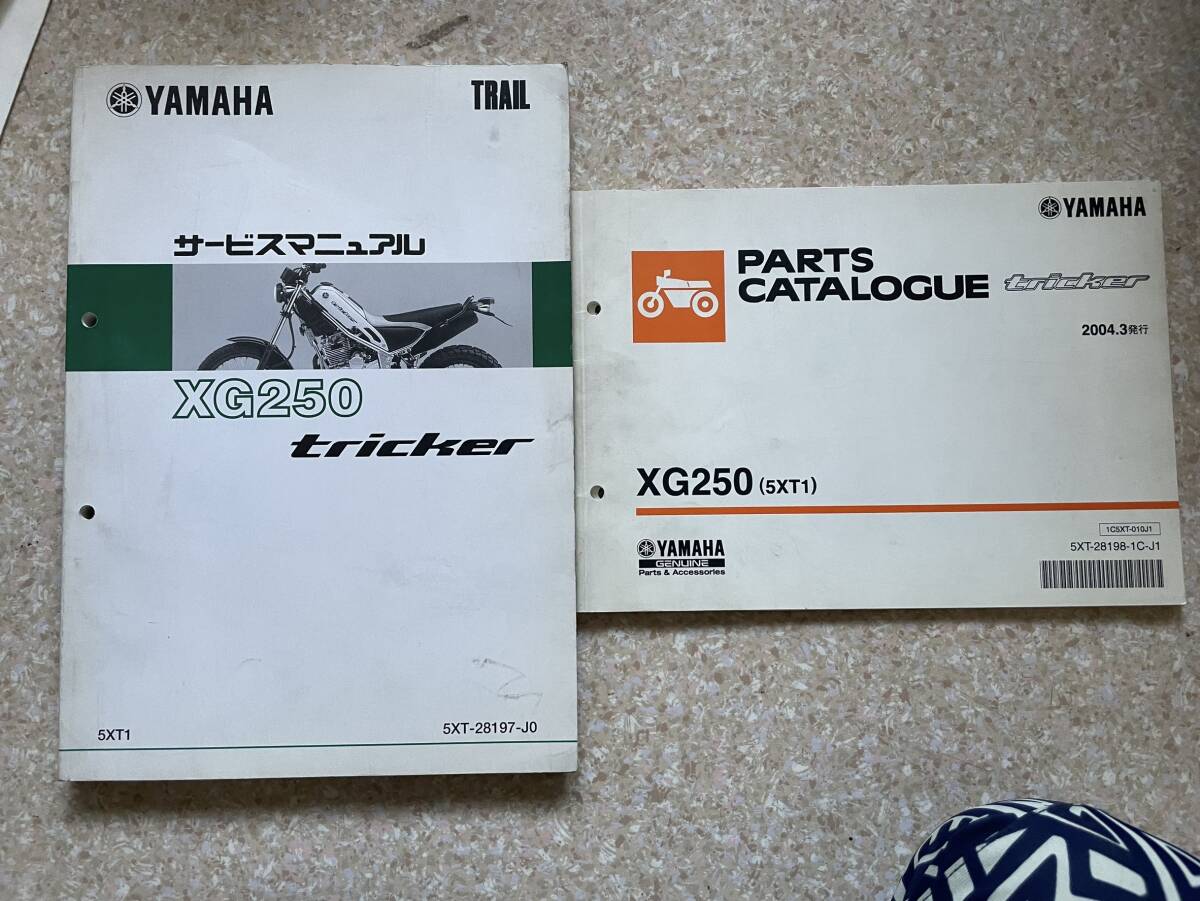 YAMAHA
TRAIL
サービスマニュアル
XG250
tricker
5XT1
5XT-28197-J0
YAMAHA
PARTS
CATALOGUE
tricker
2004.3発行
XG250 (5XT1)
YAMAHA
GENUINE
Parts & Accessories
1C5XT-010J1
5XT-28198-1C-J1